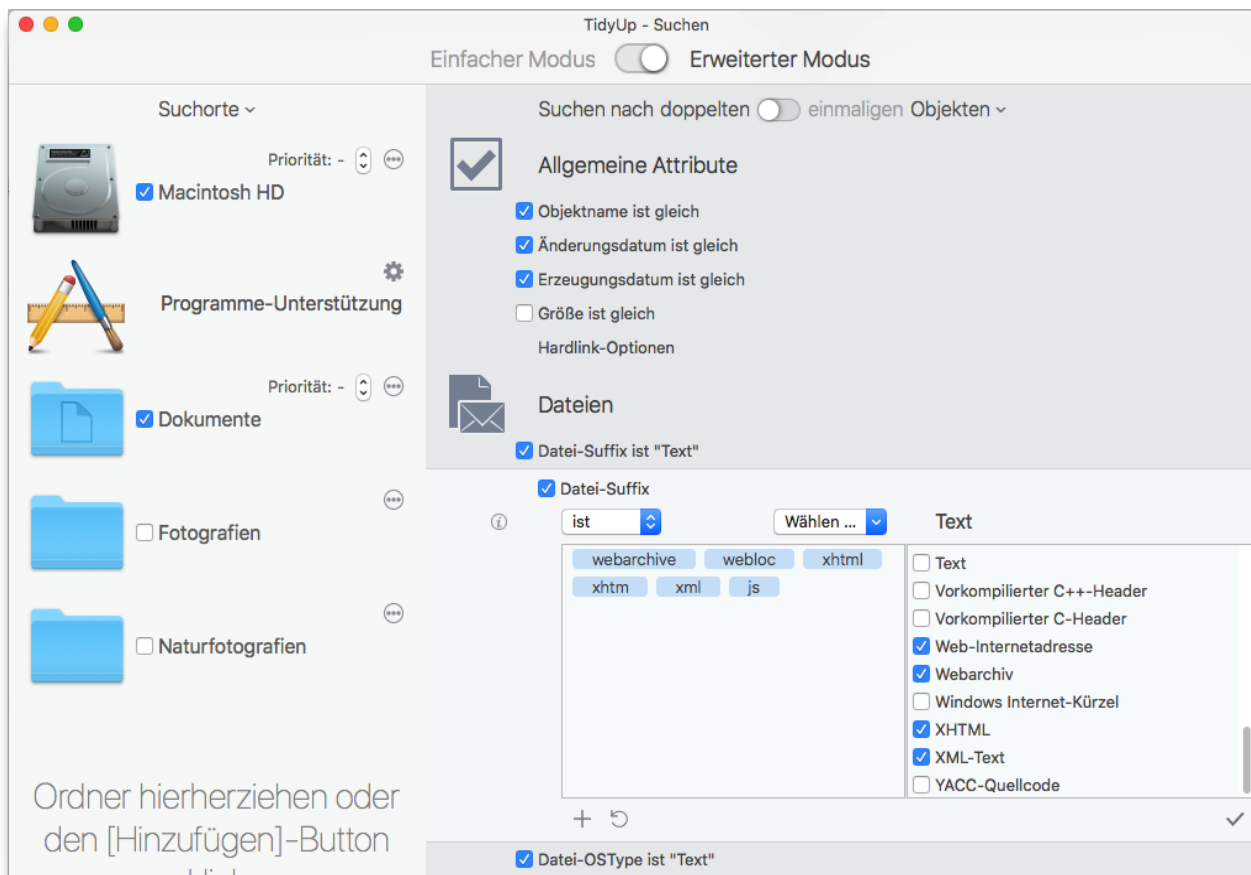 TidyUp - Suchen
Einfacher Modus Erweiterter Modus
Suchorte
Priorität: -
Macintosh HD
Programme-Unterstützung
Priorität: -
Dokumente
Fotografien
Naturfotografien
Ordner hierherziehen oder
den [Hinzufügen]-Button
Suchen nach doppelten einmaligen Objekten
Allgemeine Attribute
Objektname ist gleich
Änderungsdatum ist gleich
Erzeugungsdatum ist gleich
Größe ist gleich
Hardlink-Optionen
Dateien
Datei-Suffix ist "Text"
Datei-Suffix
ist Wählen ... Text
webarchive webloc xhtml
xhtm xml js
Text
Vorkompilierter C++-Header
Vorkompilierter C-Header
Web-Internetadresse
Webarchiv
Windows Internet-Kürzel
XHTML
XML-Text
YACC-Quellcode
Datei-OSType ist "Text"